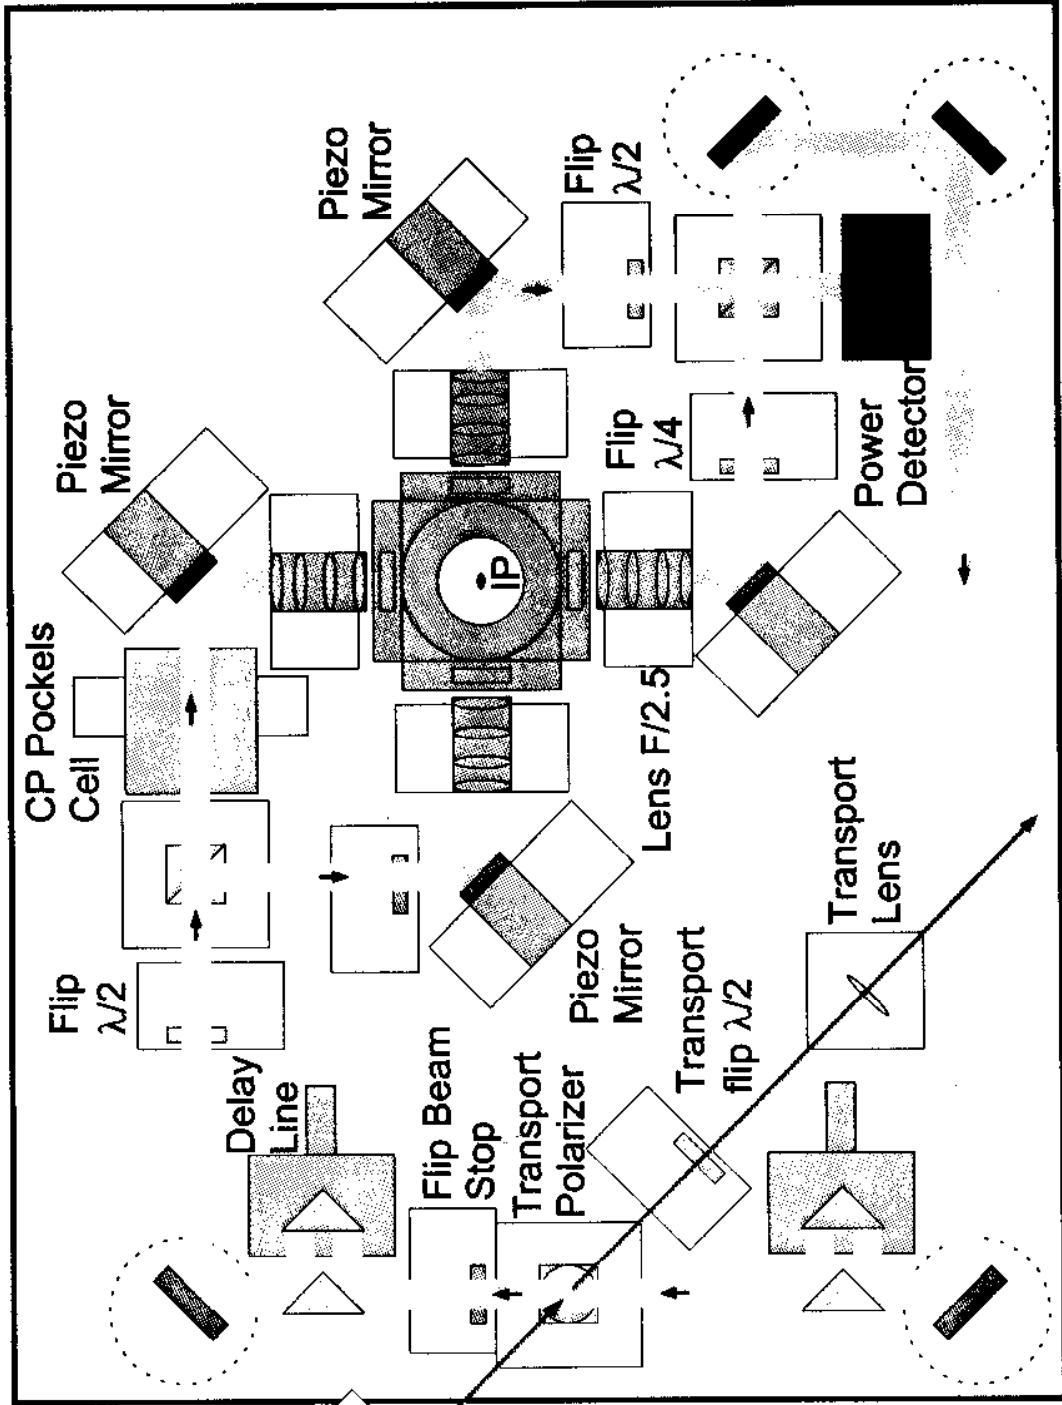 Piezo
Mirror
Flip
λ/2
Piezo
Mirror
Flip
λ/4
Power
Detector
CP Pockels
Cell
IP
Lens F/2.5
Transport
Lens
Flip
λ/2
Piezo
Mirror
Transport
flip λ/2
Delay
Line
Flip Beam
Stop
Transport
Polarizer